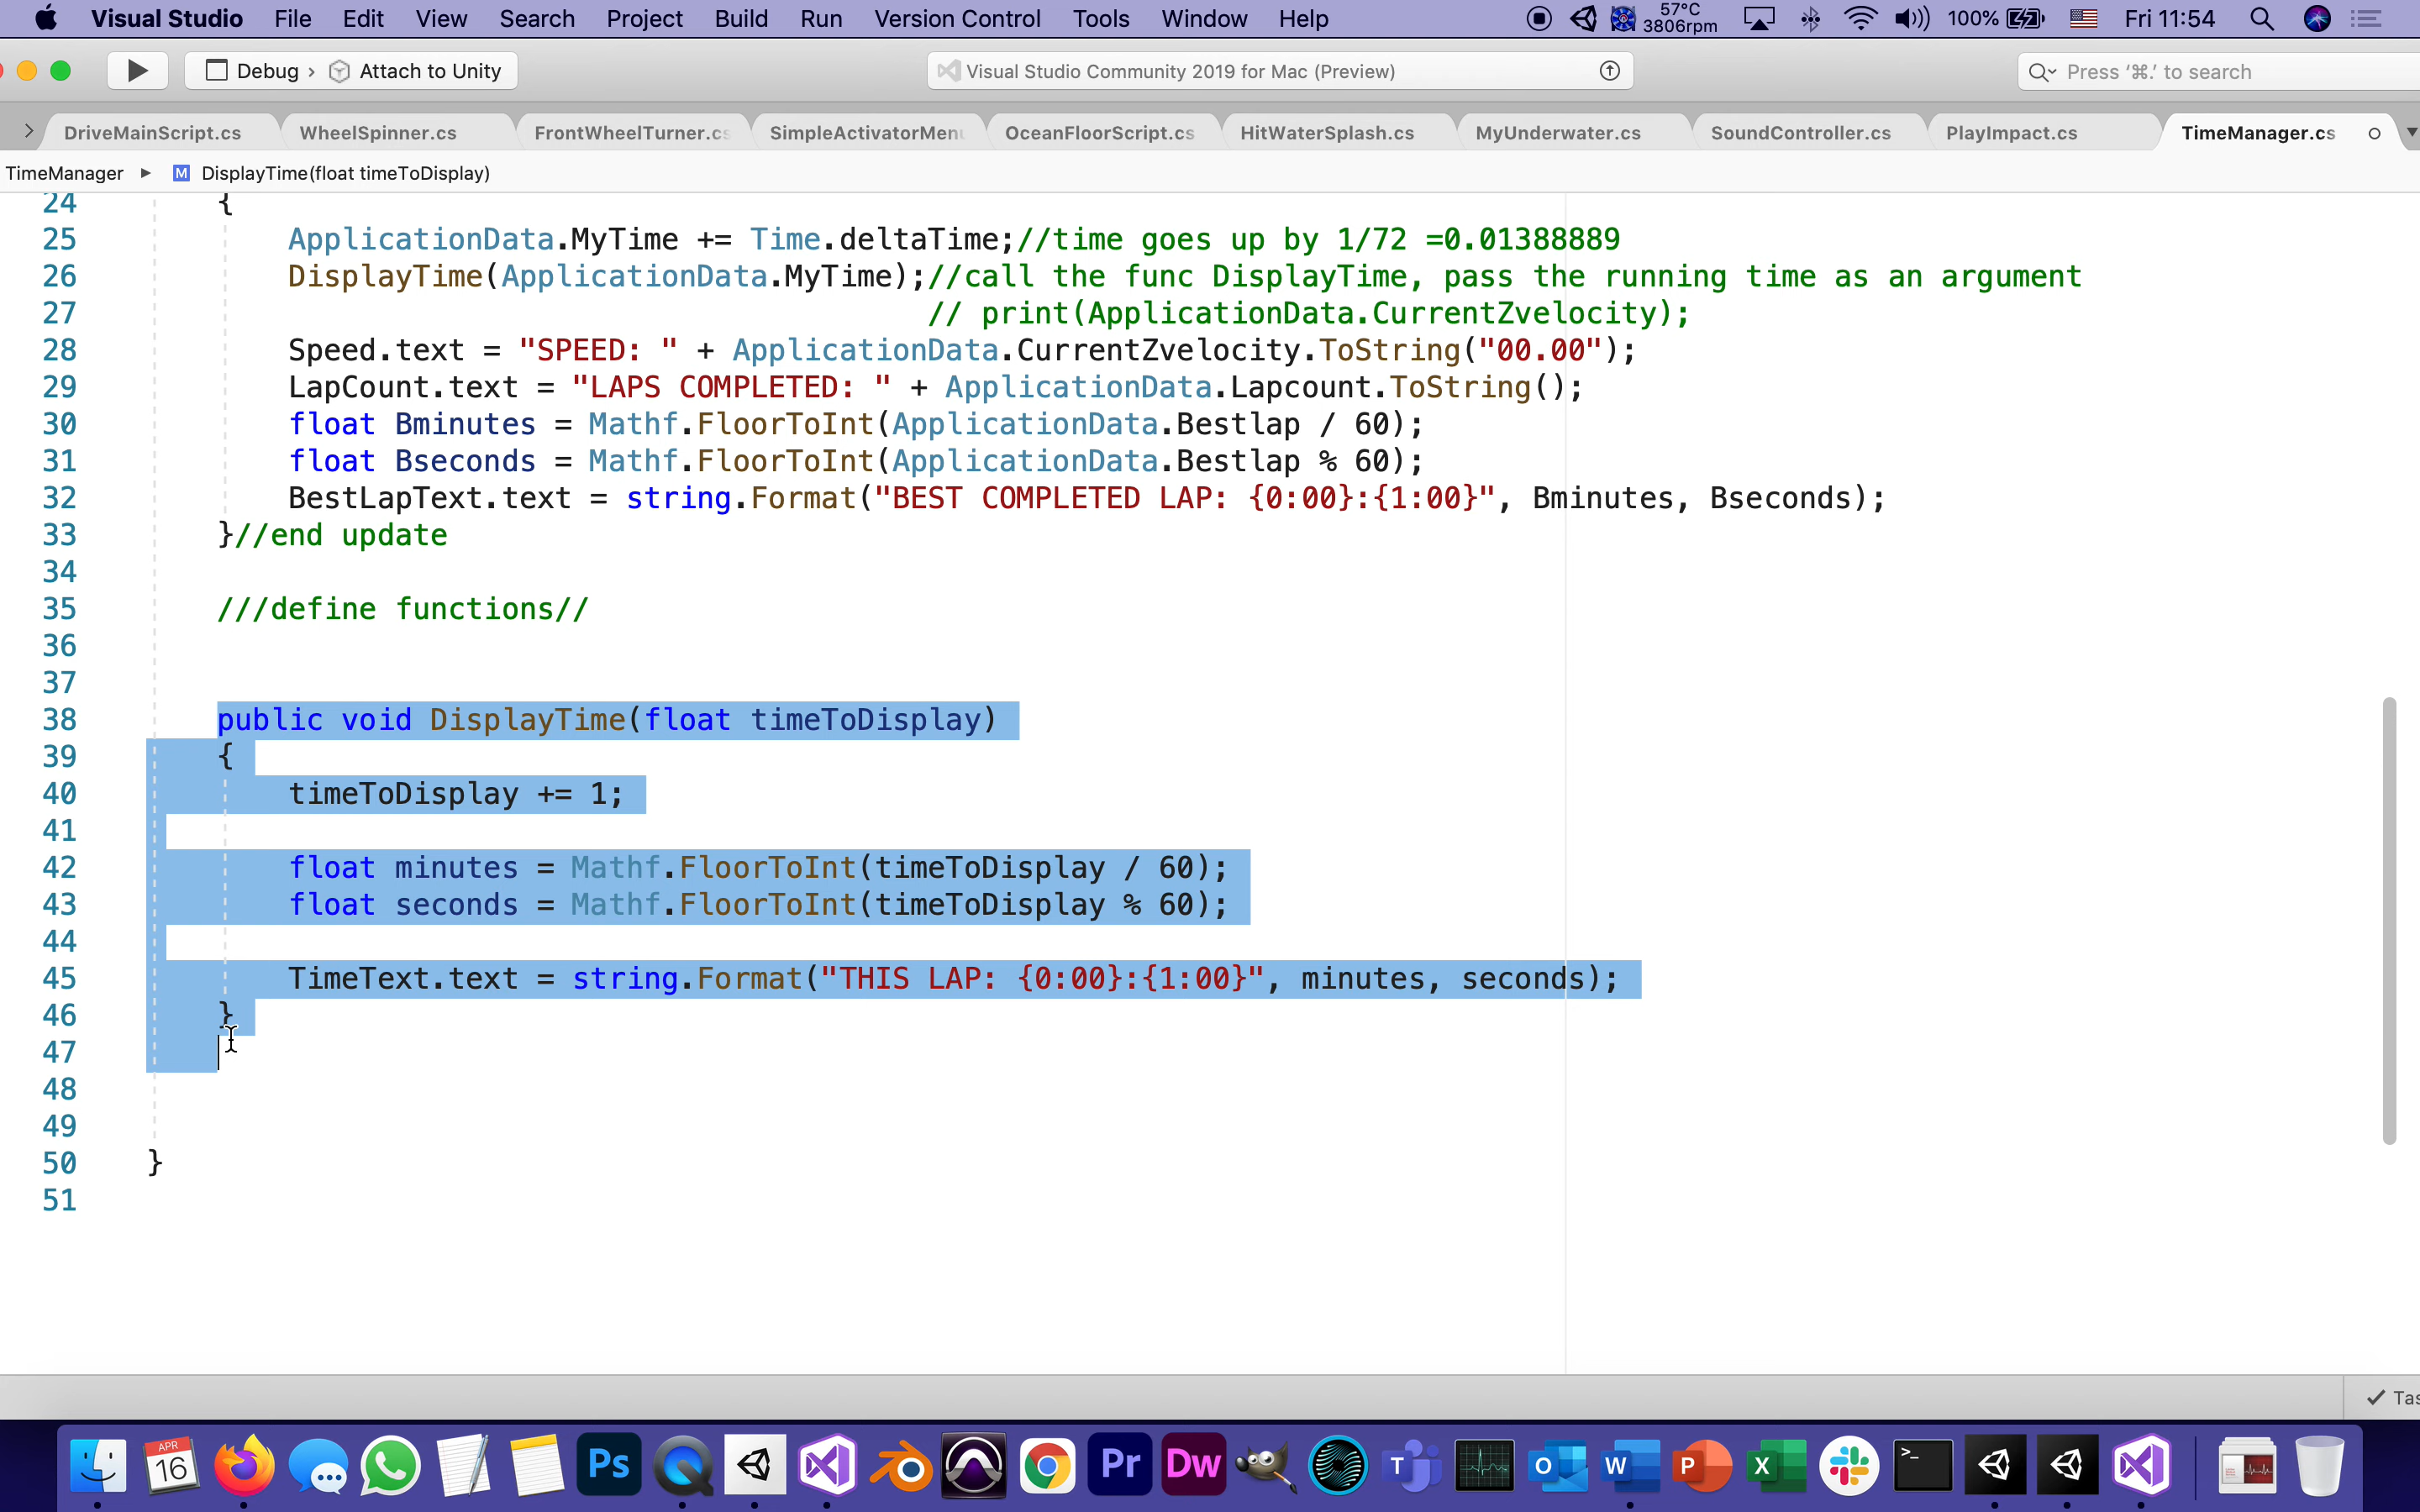 Visual Studio File Edit View Search Project Build Run Version Control Tools Window Help 57°C 3806rpm 100% Fri 11:54
Debug › Attach to Unity Visual Studio Community 2019 for Mac (Preview) Press ‘⌘.’ to search
DriveMainScript.cs WheelSpinner.cs FrontWheelTurner.cs SimpleActivatorMenu OceanFloorScript.cs HitWaterSplash.cs MyUnderwater.cs SoundController.cs PlayImpact.cs TimeManager.cs
TimeManager ▶ M DisplayTime(float timeToDisplay)
24 {
25 ApplicationData.MyTime += Time.deltaTime;//time goes up by 1/72 =0.01388889
26 DisplayTime(ApplicationData.MyTime);//call the func DisplayTime, pass the running time as an argument
27 // print(ApplicationData.CurrentZvelocity);
28 Speed.text = "SPEED: " + ApplicationData.CurrentZvelocity.ToString("00.00");
29 LapCount.text = "LAPS COMPLETED: " + ApplicationData.Lapcount.ToString();
30 float Bminutes = Mathf.FloorToInt(ApplicationData.Bestlap / 60);
31 float Bseconds = Mathf.FloorToInt(ApplicationData.Bestlap % 60);
32 BestLapText.text = string.Format("BEST COMPLETED LAP: {0:00}:{1:00}", Bminutes, Bseconds);
33 }//end update
34
35 ///define functions//
36
37
38 public void DisplayTime(float timeToDisplay)
39 {
40 timeToDisplay += 1;
41
42 float minutes = Mathf.FloorToInt(timeToDisplay / 60);
43 float seconds = Mathf.FloorToInt(timeToDisplay % 60);
44
45 TimeText.text = string.Format("THIS LAP: {0:00}:{1:00}", minutes, seconds);
46 }
47
48
49
50 }
51
Tas
APR 16 Ps Pr Dw T O W P X >_